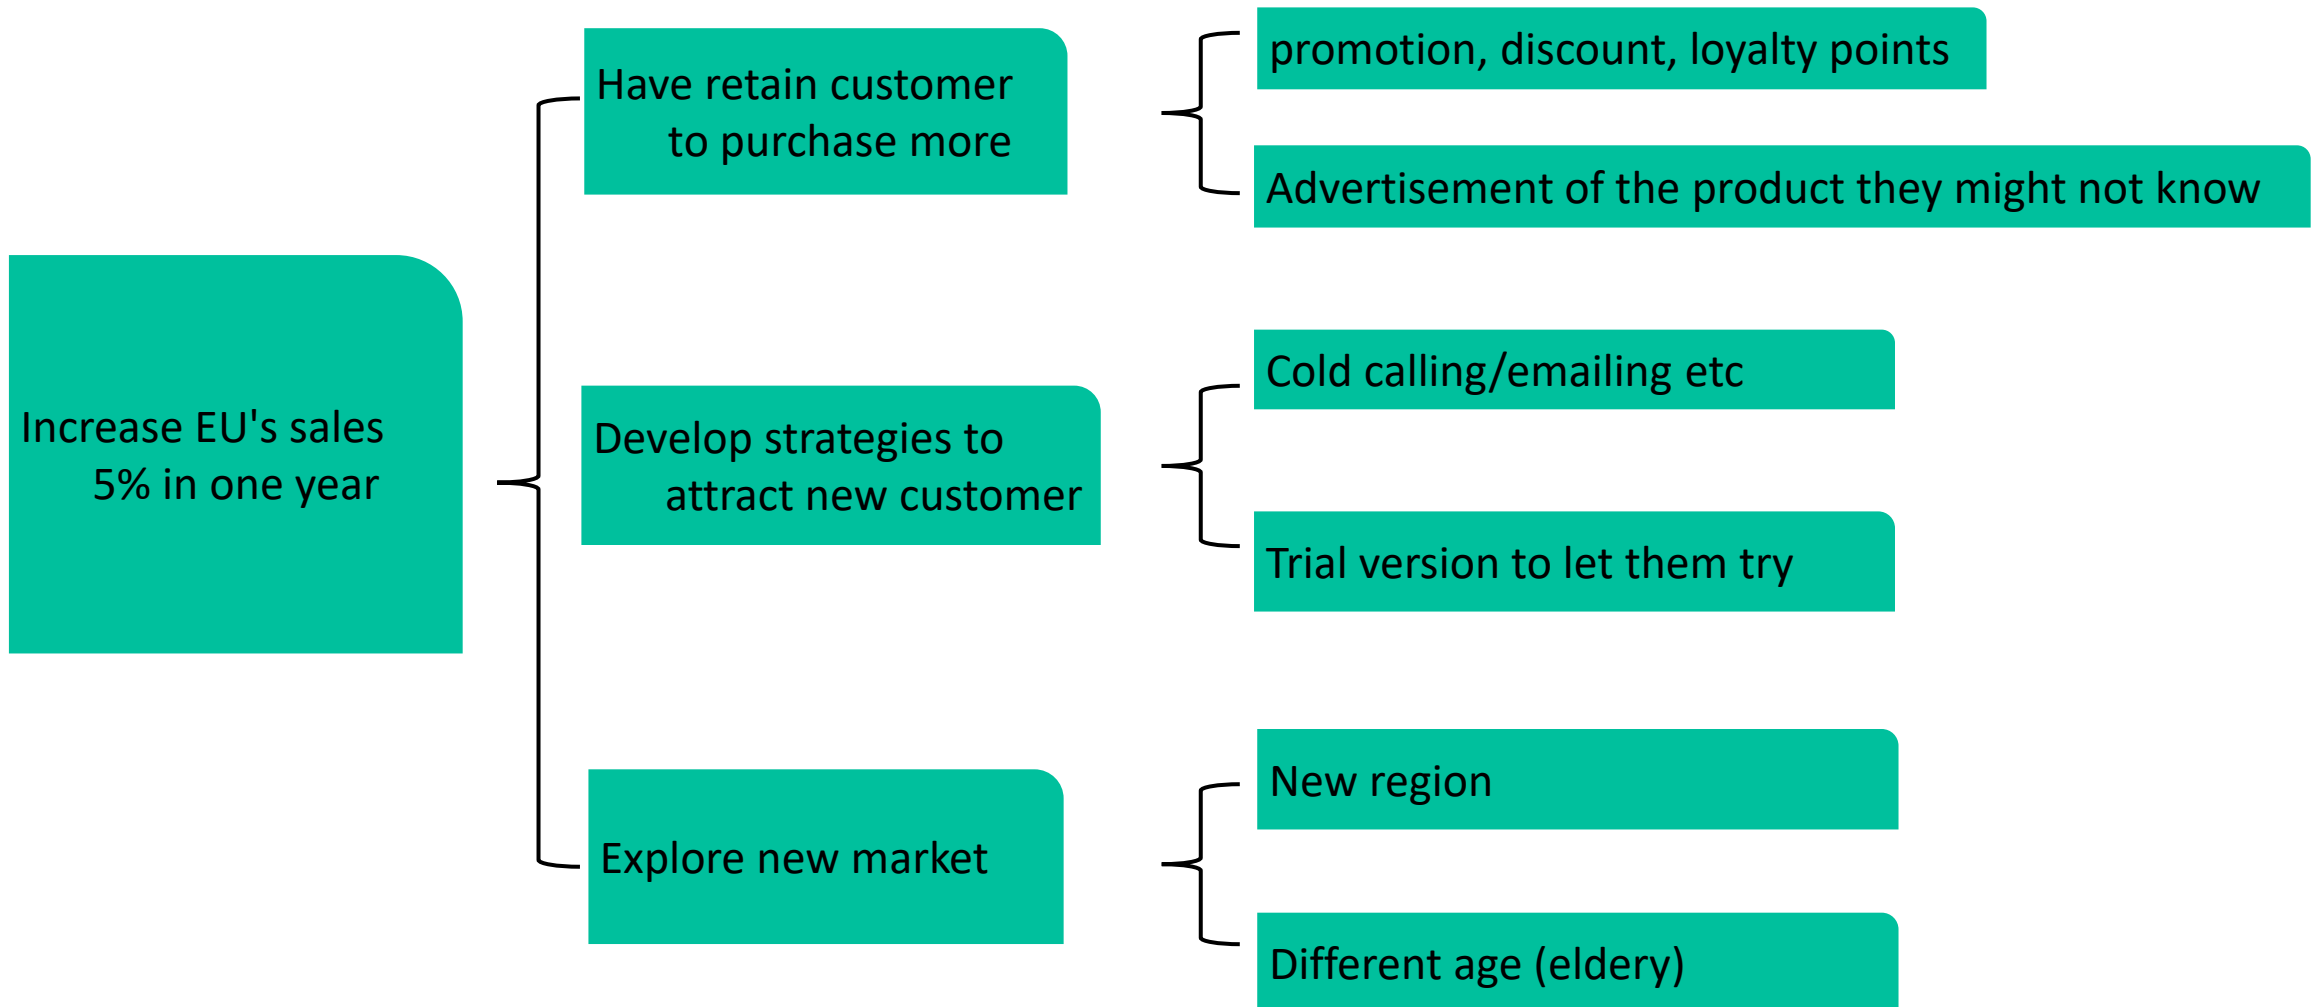 Increase EU's sales
5% in one year
Have retain customer
to purchase more
promotion, discount, loyalty points
Advertisement of the product they might not know
Develop strategies to
attract new customer
Cold calling/emailing etc
Trial version to let them try
Explore new market
New region
Different age (eldery)